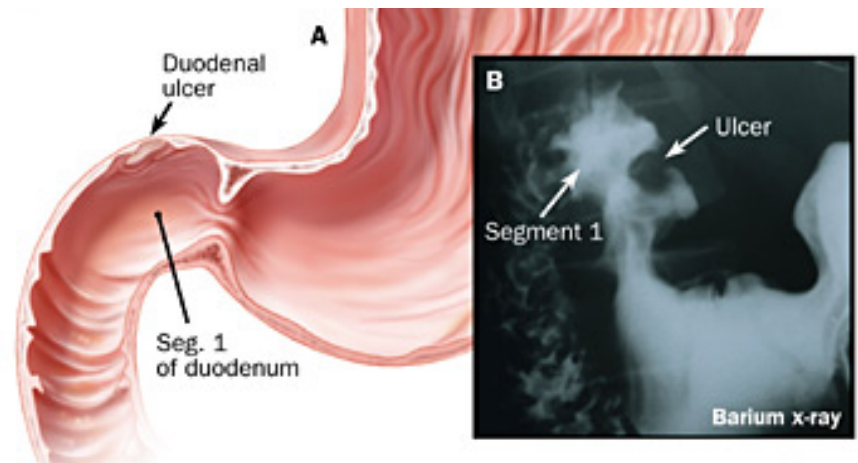 A
Duodenal
ulcer
Seg. 1
of duodenum
B
Ulcer
Segment 1
Barium x-ray